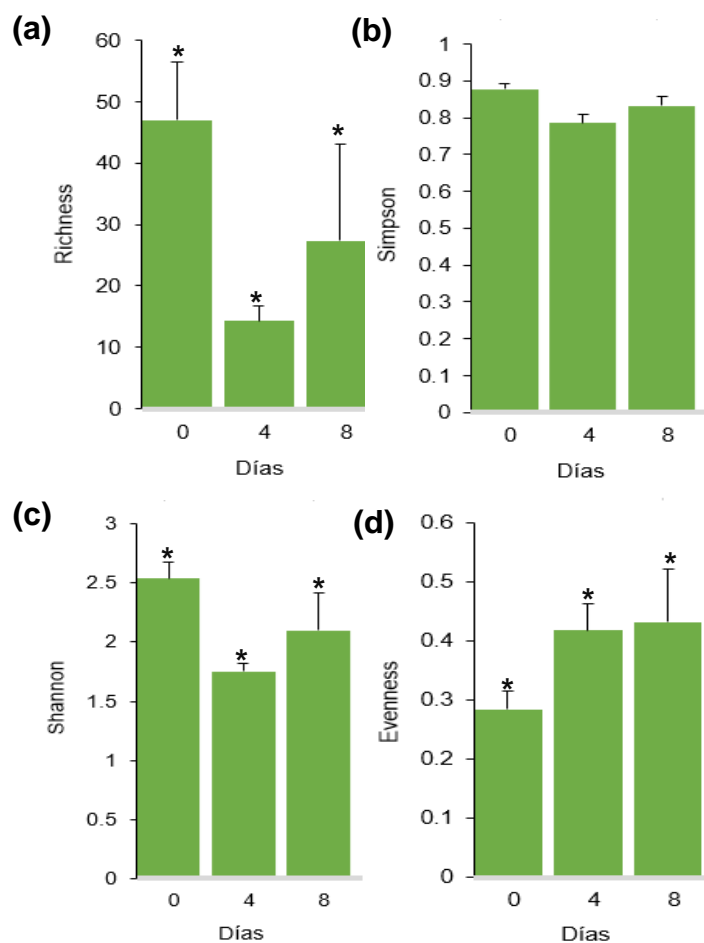 (a)
Richness
60
50
40
30
20
10
0
* * *
0 4 8
Días
(b)
Simpson
1
0.9
0.8
0.7
0.6
0.5
0.4
0.3
0.2
0.1
0
0 4 8
Días
(c)
Shannon
3
2.5
2
1.5
1
0.5
0
* * *
0 4 8
Días
(d)
Evenness
0.6
0.5
0.4
0.3
0.2
0.1
0
* * *
0 4 8
Días